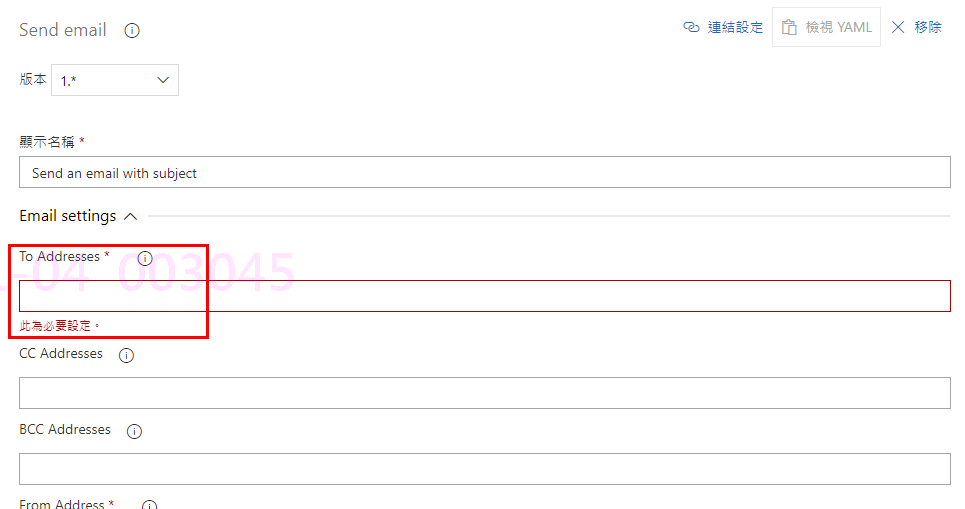 Send email
連結設定 檢視 YAML 移除
版本 1.*
顯示名稱 *
Send an email with subject
Email settings
To Addresses *
-04 003045
此為必要設定。
CC Addresses
BCC Addresses
From Address *